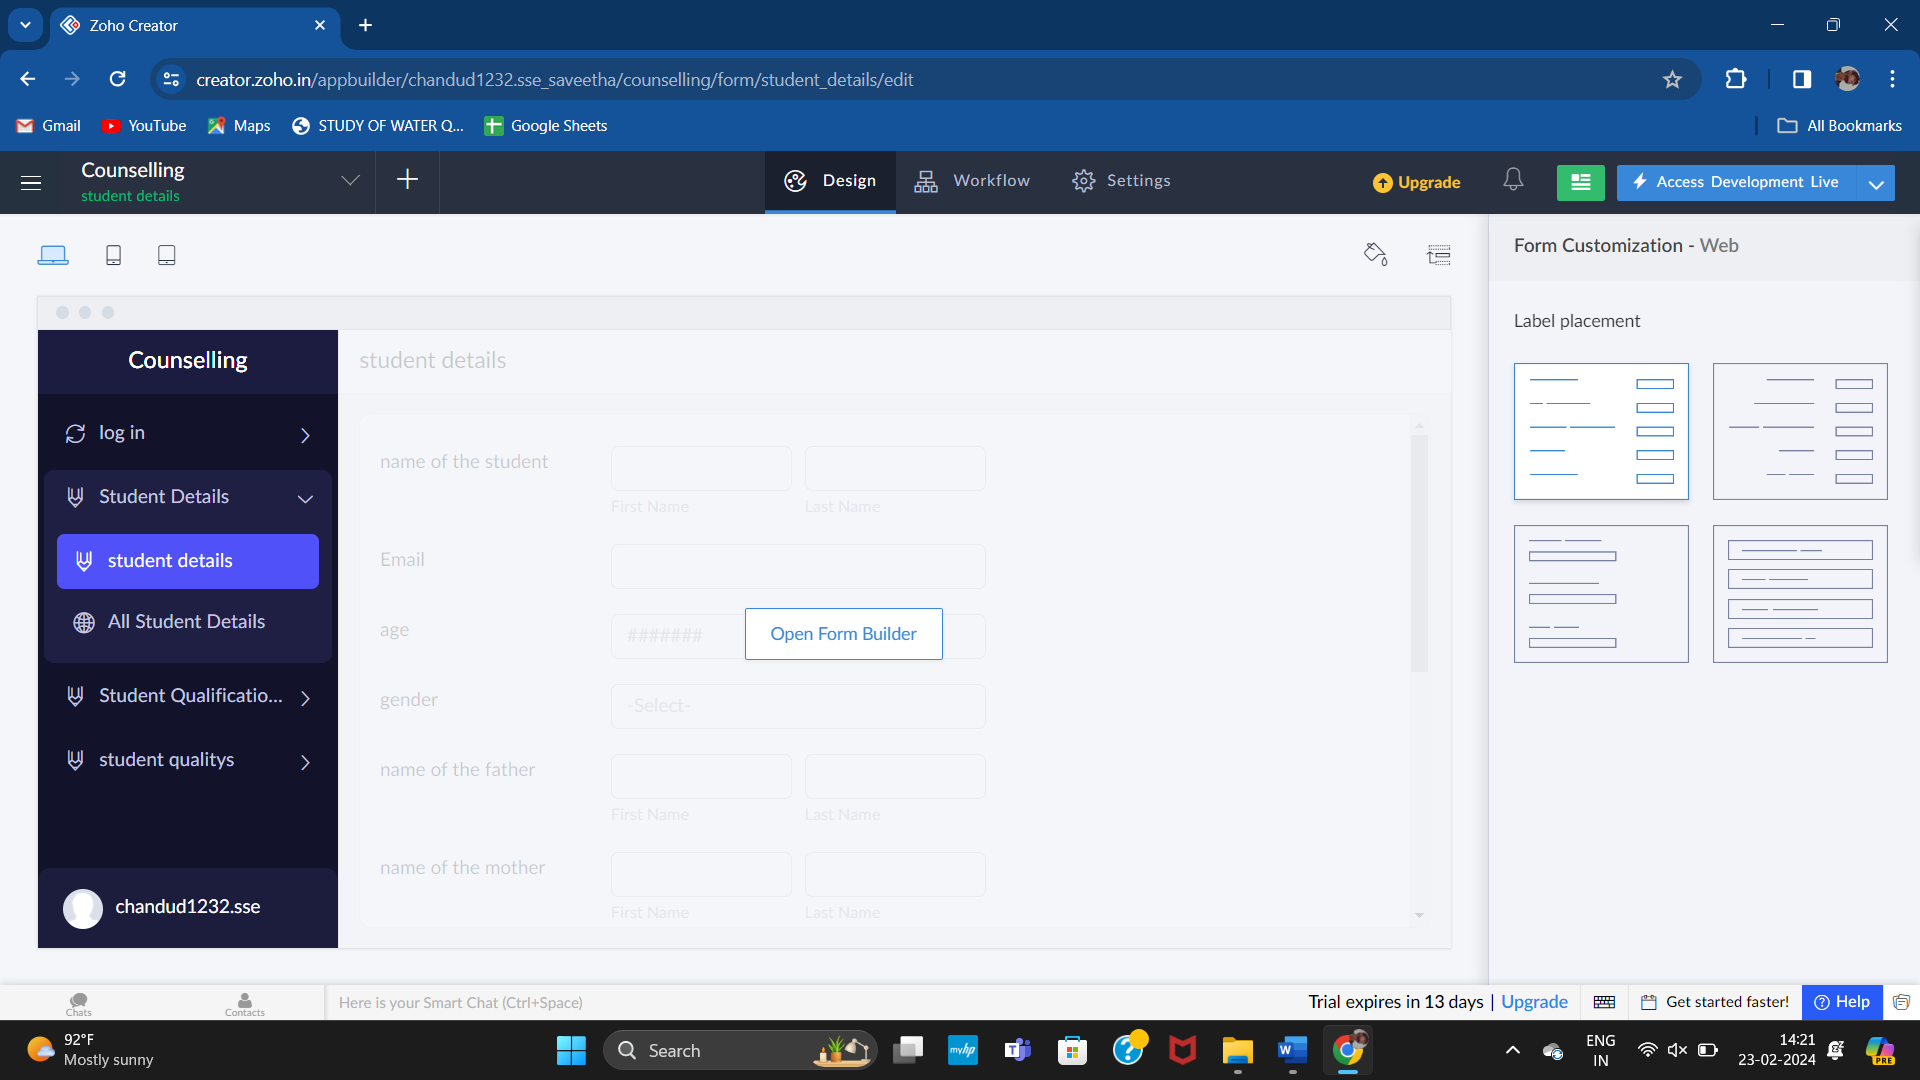 Zoho Creator
creator.zoho.in/appbuilder/chandud1232.sse_saveetha/counselling/form/student_details/edit
Gmail YouTube Maps STUDY OF WATER Q... Google Sheets All Bookmarks
Counselling
student details
Design Workflow Settings Upgrade Access Development Live
Form Customization - Web
Label placement
Counselling
log in
Student Details
student details
All Student Details
Student Qualificatio...
student qualitys
chandud1232.sse
student details
name of the student
First Name Last Name
Email
age #######
Open Form Builder
gender -Select-
name of the father
First Name Last Name
name of the mother
First Name Last Name
Chats Contacts Here is your Smart Chat (Ctrl+Space) Trial expires in 13 days | Upgrade Get started faster! Help
92°F
Mostly sunny
Search
myhp
W
PRE
ENG
IN
14:21
23-02-2024